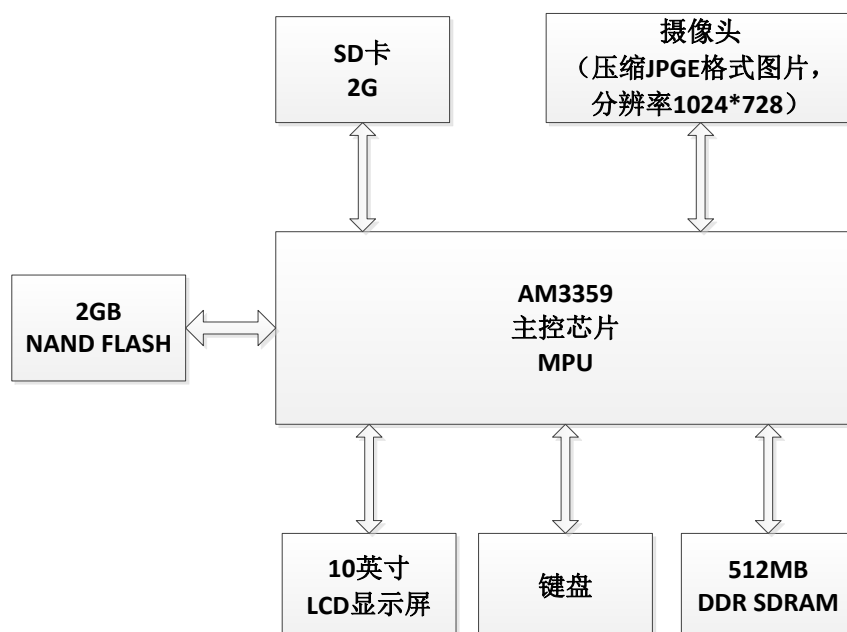 SD卡
2G
摄像头
（压缩JPGE格式图片，
分辨率1024*728）
2GB
NAND FLASH
AM3359
主控芯片
MPU
10英寸
LCD显示屏
键盘
512MB
DDR SDRAM